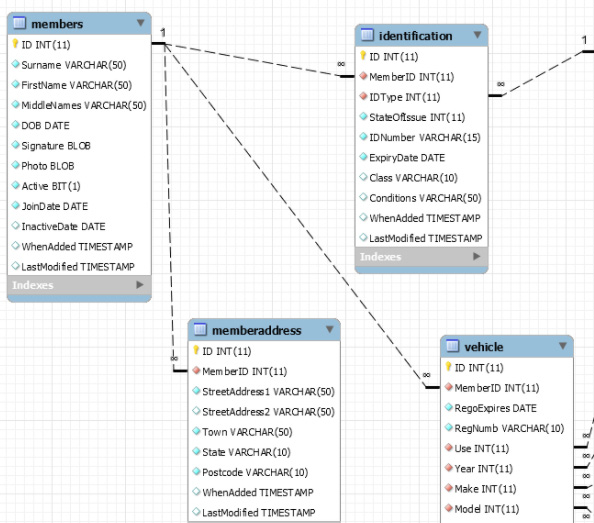 members
ID INT(11)
Surname VARCHAR(50)
FirstName VARCHAR(50)
MiddleNames VARCHAR(50)
DOB DATE
Signature BLOB
Photo BLOB
Active BIT(1)
JoinDate DATE
InactiveDate DATE
WhenAdded TIMESTAMP
LastModified TIMESTAMP
Indexes
1
∞
identification
ID INT(11)
MemberID INT(11)
IDType INT(11)
StateOfIssue INT(11)
IDNumber VARCHAR(15)
ExpiryDate DATE
Class VARCHAR(10)
Conditions VARCHAR(50)
WhenAdded TIMESTAMP
LastModified TIMESTAMP
Indexes
∞
1
∞
memberaddress
ID INT(11)
MemberID INT(11)
StreetAddress1 VARCHAR(50)
StreetAddress2 VARCHAR(50)
Town VARCHAR(50)
State VARCHAR(10)
Postcode VARCHAR(10)
WhenAdded TIMESTAMP
LastModified TIMESTAMP
∞
vehicle
ID INT(11)
MemberID INT(11)
RegoExpires DATE
RegNumb VARCHAR(10)
Use INT(11)
Year INT(11)
Make INT(11)
Model INT(11)
∞
∞
∞
∞